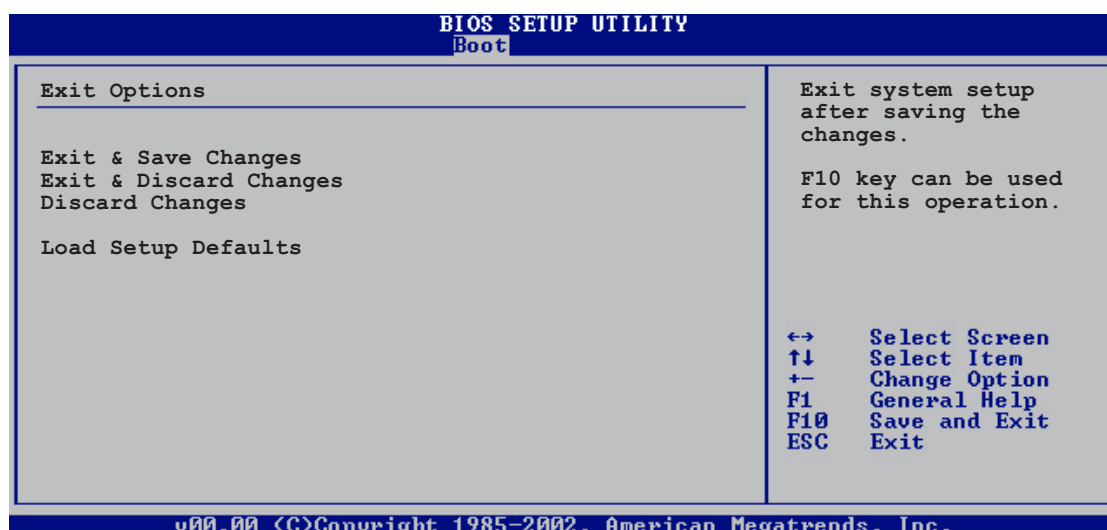 BIOS SETUP UTILITY
Boot
Exit Options
Exit & Save Changes
Exit & Discard Changes
Discard Changes
Load Setup Defaults
Exit system setup
after saving the
changes.
F10 key can be used
for this operation.
←→ Select Screen
↑↓ Select Item
+- Change Option
F1 General Help
F10 Save and Exit
ESC Exit
v00.00 (C)Copyright 1985-2002, American Megatrends, Inc.